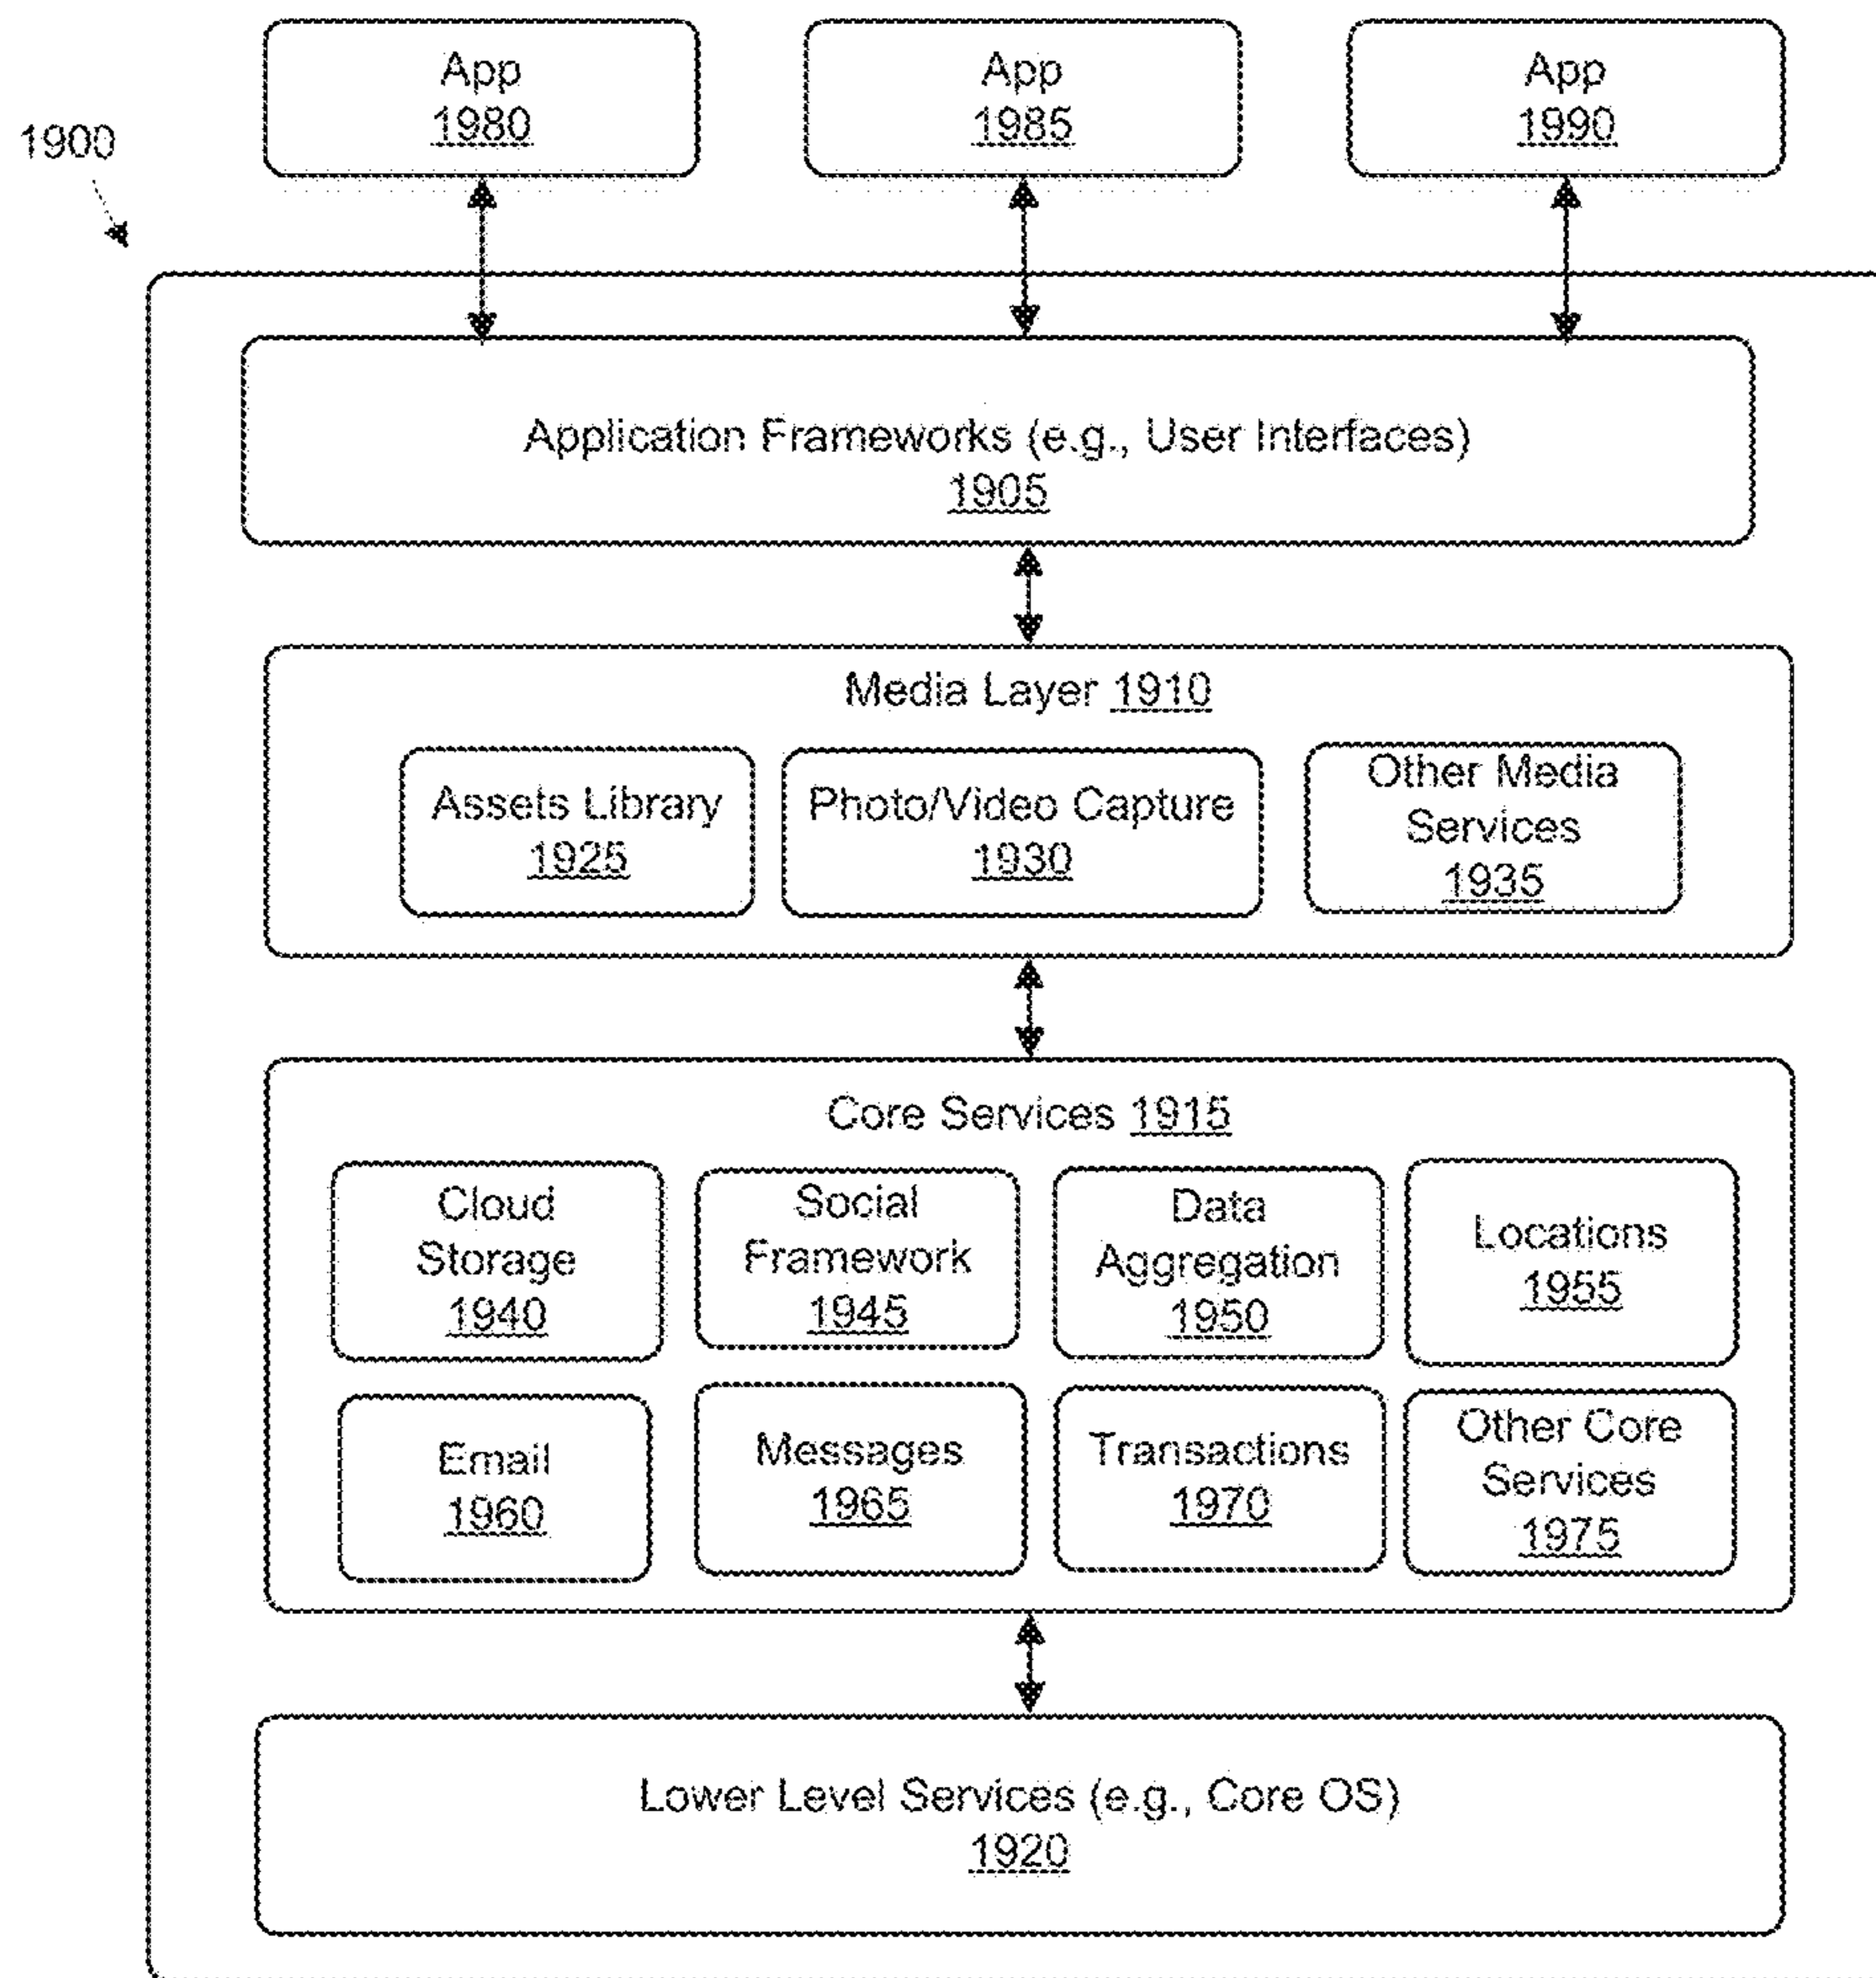 App
1980
App
1985
App
1990
1900
Application Frameworks (e.g., User Interfaces)
1905
Media Layer 1910
Assets Library
1925
Photo/Video Capture
1930
Other Media
Services
1935
Core Services 1915
Cloud
Storage
1940
Social
Framework
1945
Data
Aggregation
1950
Locations
1955
Email
1960
Messages
1965
Transactions
1970
Other Core
Services
1975
Lower Level Services (e.g., Core OS)
1920